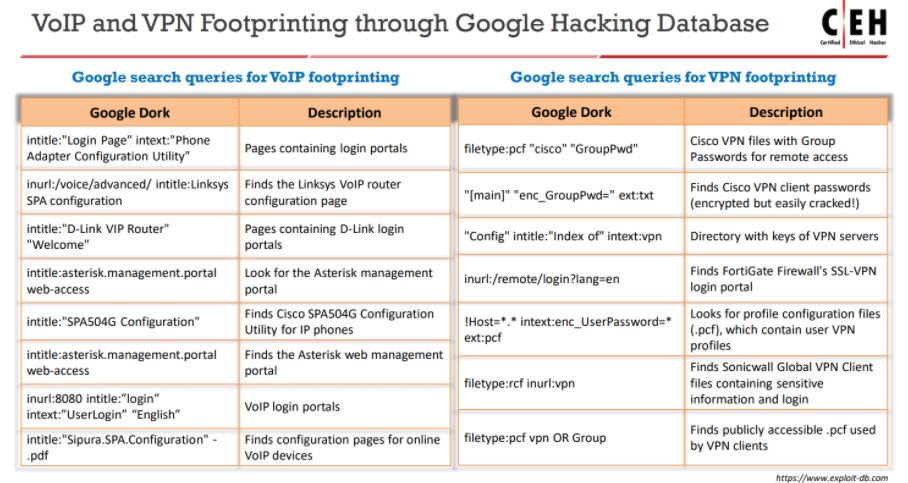 VoIP and VPN Footprinting through Google Hacking Database
C|EH
Certified Ethical Hacker
Google search queries for VoIP footprinting
Google Dork
Description
intitle:"Login Page" intext:"Phone
Adapter Configuration Utility"
Pages containing login portals
inurl:/voice/advanced/ intitle:Linksys
SPA configuration
Finds the Linksys VoIP router
configuration page
intitle:"D-Link VIP Router"
"Welcome"
Pages containing D-Link login
portals
intitle:asterisk.management.portal
web-access
Look for the Asterisk management
portal
intitle:"SPA504G Configuration"
Finds Cisco SPA504G Configuration
Utility for IP phones
intitle:asterisk.management.portal
web-access
Finds the Asterisk web management
portal
inurl:8080 intitle:”login”
intext:”UserLogin” “English”
VoIP login portals
intitle:"Sipura.SPA.Configuration" -
.pdf
Finds configuration pages for online
VoIP devices
Google search queries for VPN footprinting
Google Dork
Description
filetype:pcf "cisco" "GroupPwd"
Cisco VPN files with Group
Passwords for remote access
"[main]" "enc_GroupPwd=" ext:txt
Finds Cisco VPN client passwords
(encrypted but easily cracked!)
"Config" intitle:"Index of" intext:vpn
Directory with keys of VPN servers
inurl:/remote/login?lang=en
Finds FortiGate Firewall's SSL-VPN
login portal
!Host=*.* intext:enc_UserPassword=*
ext:pcf
Looks for profile configuration files
(.pcf), which contain user VPN
profiles
filetype:rcf inurl:vpn
Finds Sonicwall Global VPN Client
files containing sensitive
information and login
filetype:pcf vpn OR Group
Finds publicly accessible .pcf used
by VPN clients
https://www.exploit-db.com